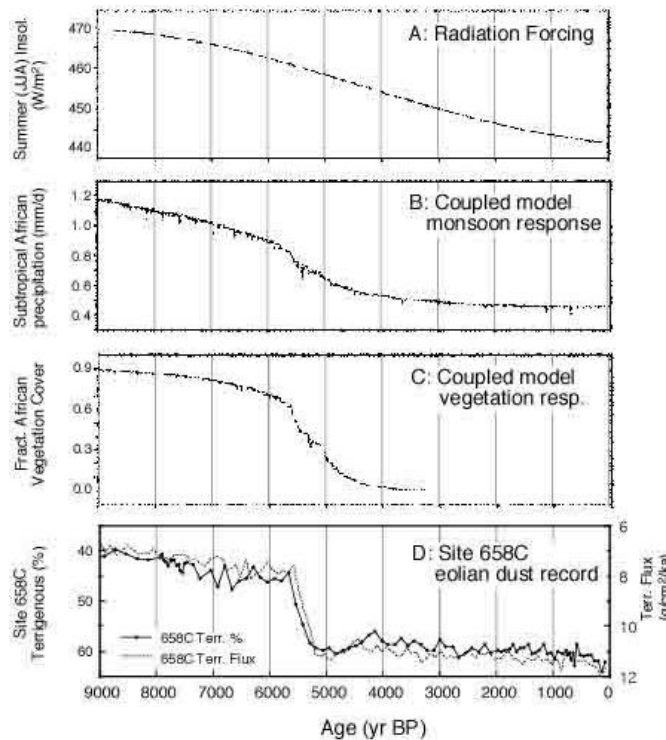 Summer (JJA) Insol.
(W/m²)
470
460
450
440
A: Radiation Forcing
Subtropical African
precipitation (mm/d)
1.2
1.0
0.8
0.6
0.4
B: Coupled model
monsoon response
Fract. African
Vegetation Cover
0.9
0.6
0.3
0.0
C: Coupled model
vegetation resp.
Site 658C
Terrigenous (%)
40
50
60
D: Site 658C
eolian dust record
658C Terr. %
658C Terr. Flux
6
8
10
12
Terr. Flux
(g/cm²/ka)
9000 8000 7000 6000 5000 4000 3000 2000 1000 0
Age (yr BP)